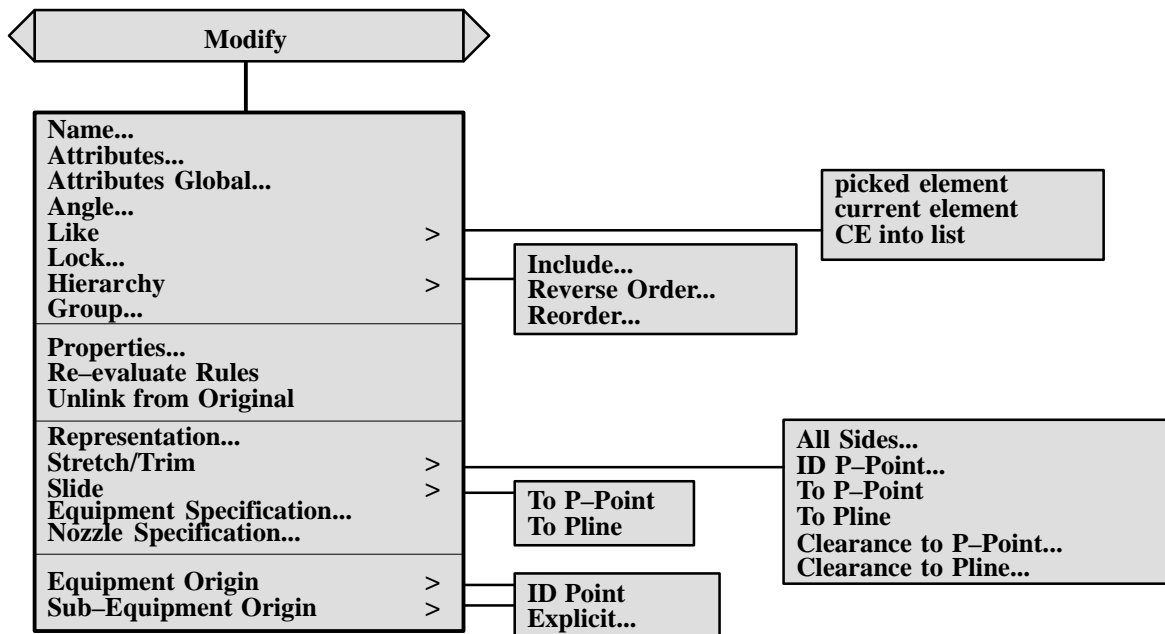 Modify
Name...
Attributes...
Attributes Global...
Angle...
Like >
Lock...
Hierarchy >
Group...
Properties...
Re–evaluate Rules
Unlink from Original
Representation...
Stretch/Trim >
Slide >
Equipment Specification...
Nozzle Specification...
Equipment Origin >
Sub–Equipment Origin >
picked element
current element
CE into list
Include...
Reverse Order...
Reorder...
All Sides...
ID P–Point...
To P–Point
To Pline
Clearance to P–Point...
Clearance to Pline...
To P–Point
To Pline
ID Point
Explicit...